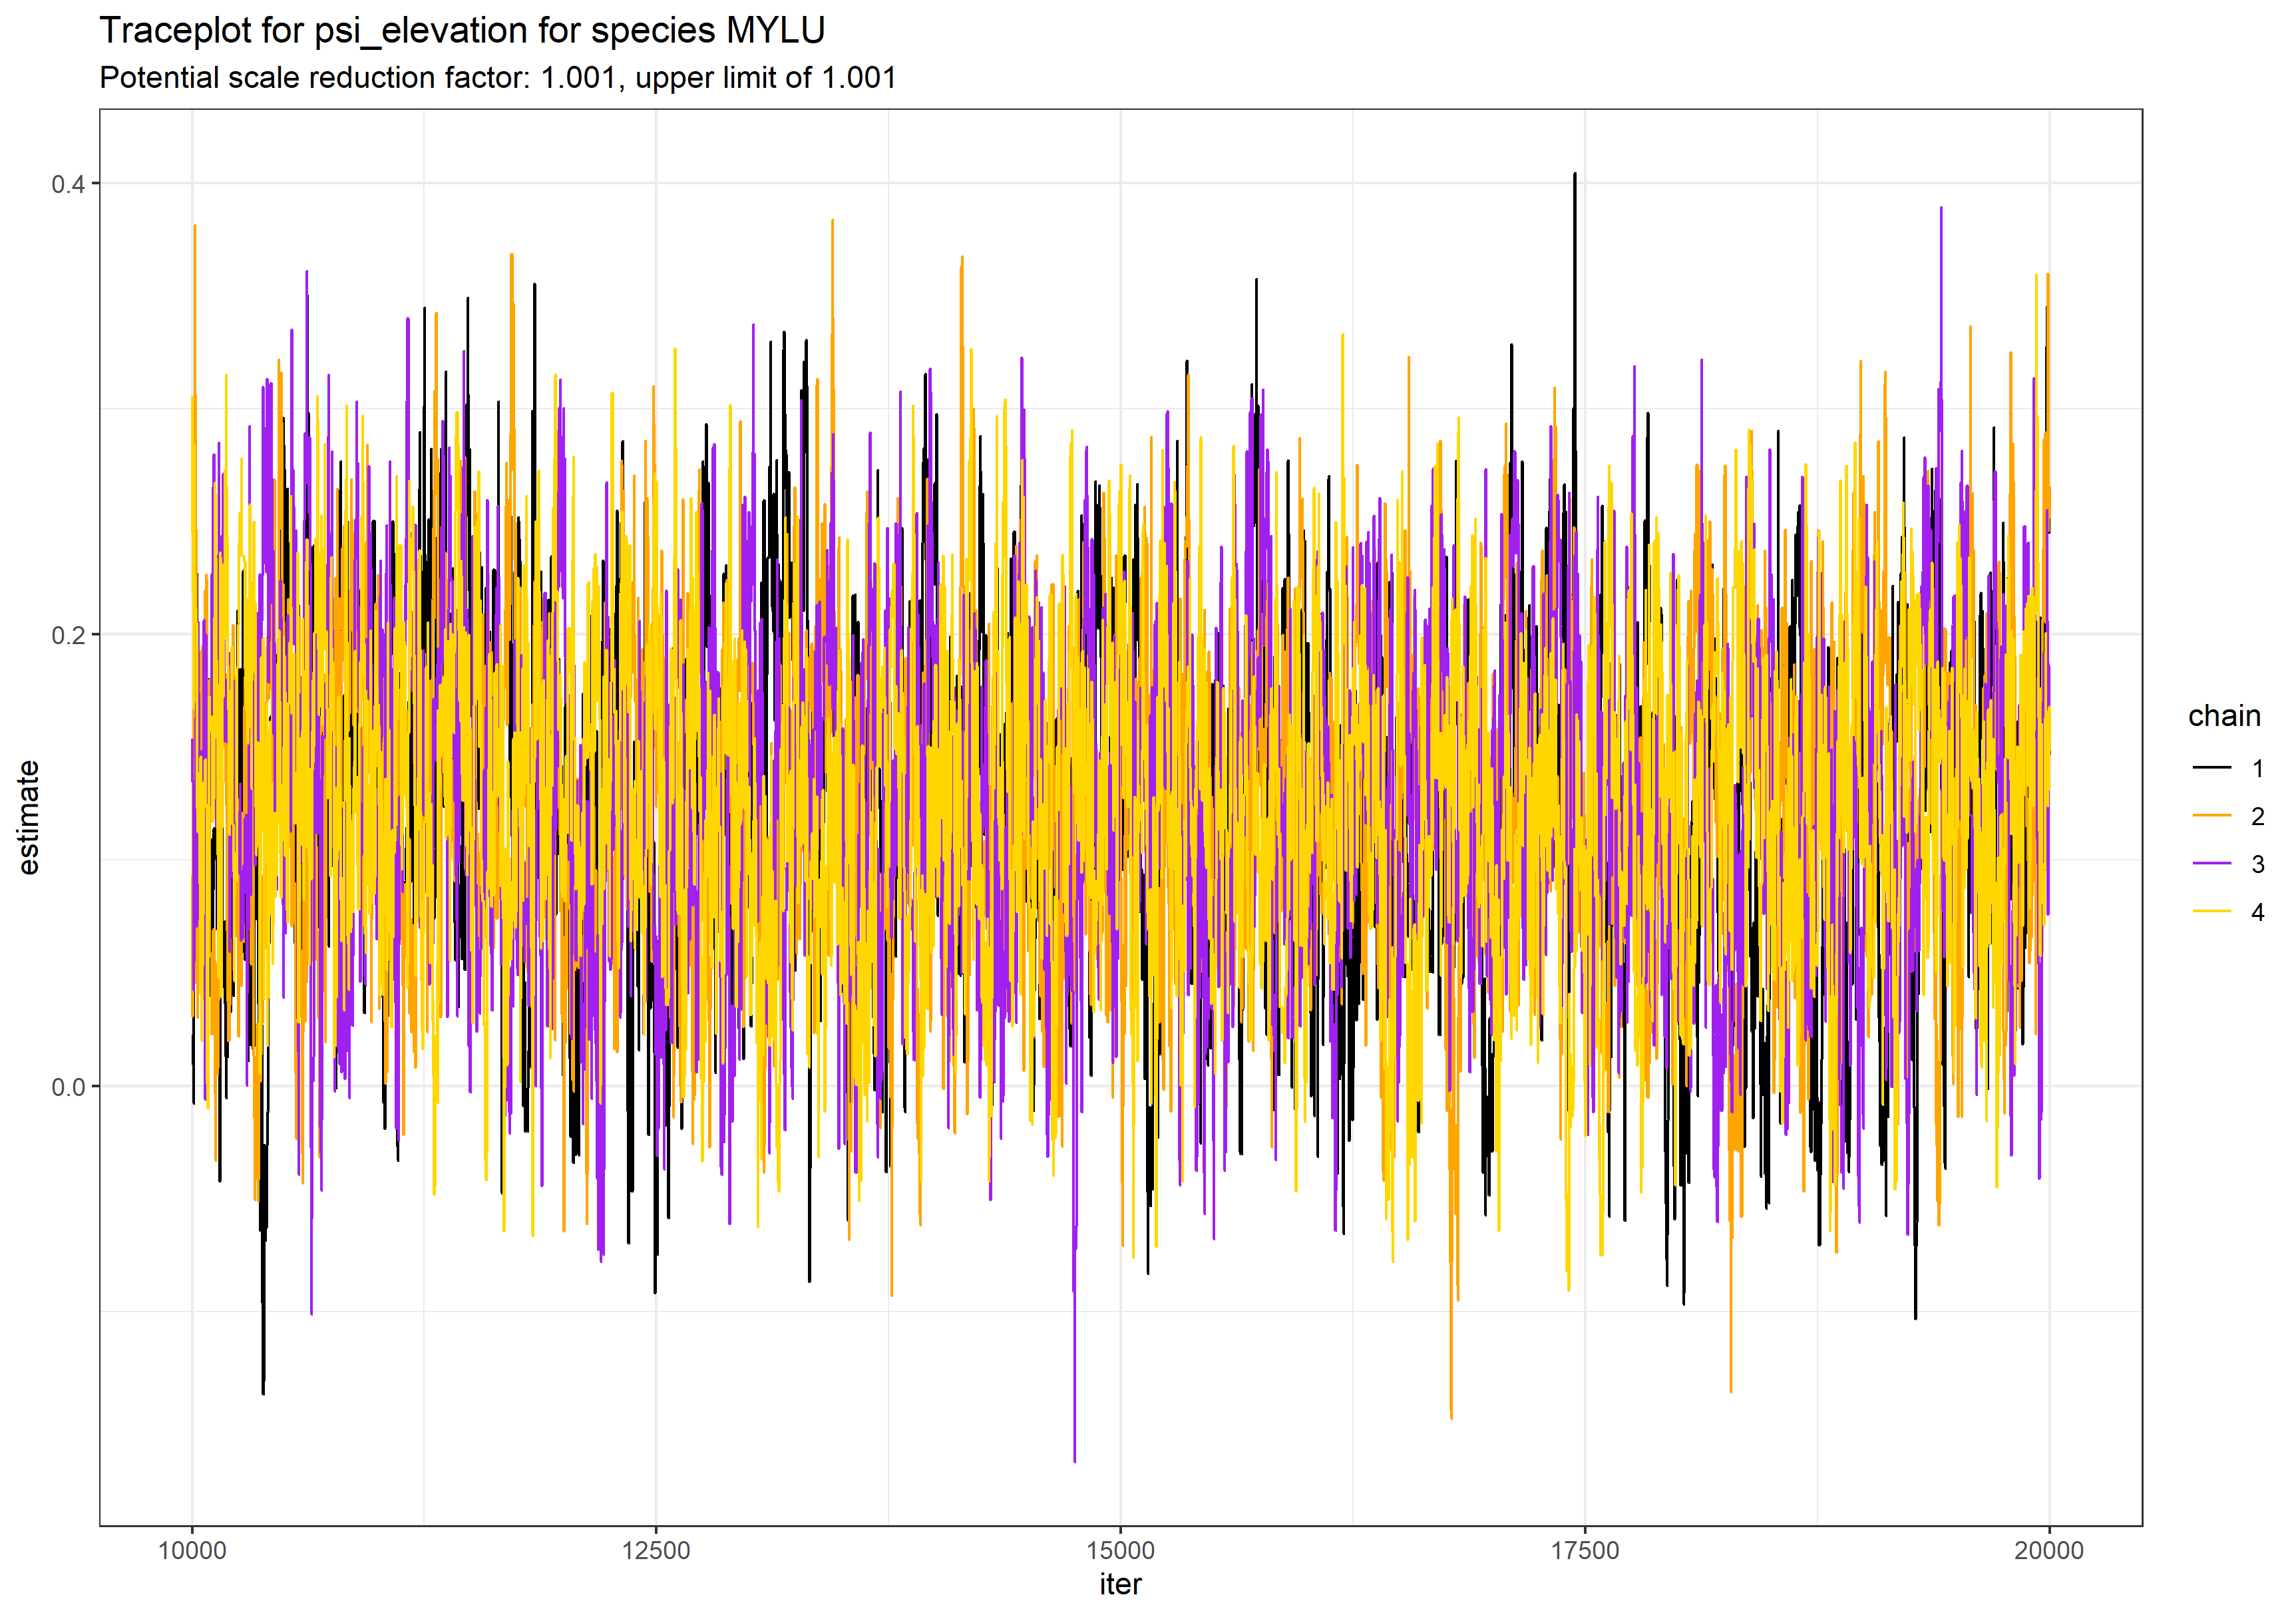 Traceplot for psi_elevation for species MYLU
Potential scale reduction factor: 1.001, upper limit of 1.001
0.4
0.2
0.0
estimate
10000 12500 15000 17500 20000
iter
chain
1
2
3
4